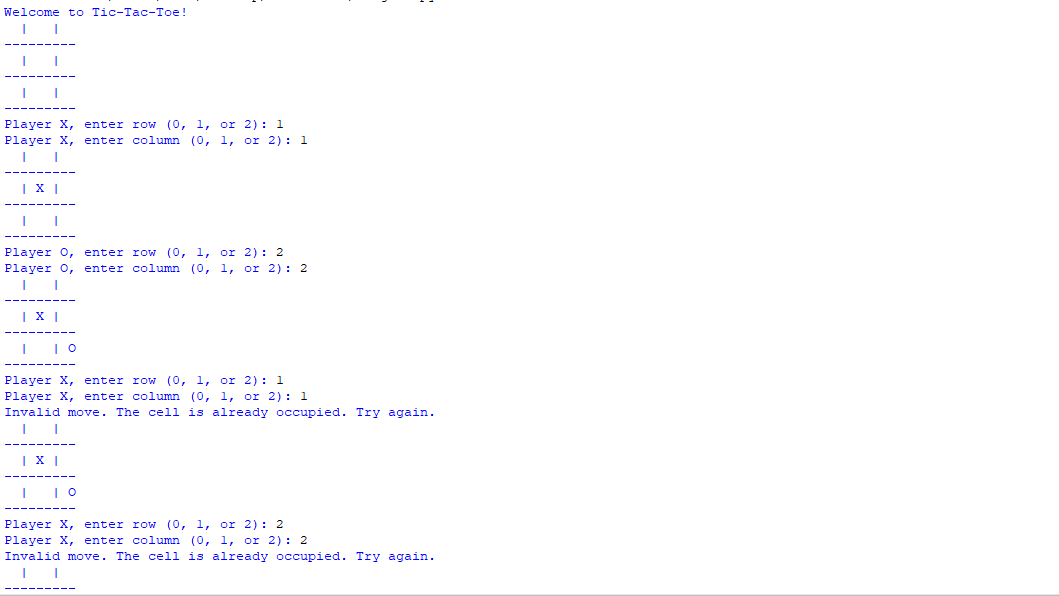 Welcome to Tic-Tac-Toe!
  |   |
---------
  |   |
---------
  |   |
---------
Player X, enter row (0, 1, or 2): 1
Player X, enter column (0, 1, or 2): 1
  |   |
---------
  | X |
---------
  |   |
---------
Player O, enter row (0, 1, or 2): 2
Player O, enter column (0, 1, or 2): 2
  |   |
---------
  | X |
---------
  |   | O
---------
Player X, enter row (0, 1, or 2): 1
Player X, enter column (0, 1, or 2): 1
Invalid move. The cell is already occupied. Try again.
  |   |
---------
  | X |
---------
  |   | O
---------
Player X, enter row (0, 1, or 2): 2
Player X, enter column (0, 1, or 2): 2
Invalid move. The cell is already occupied. Try again.
  |   |
---------